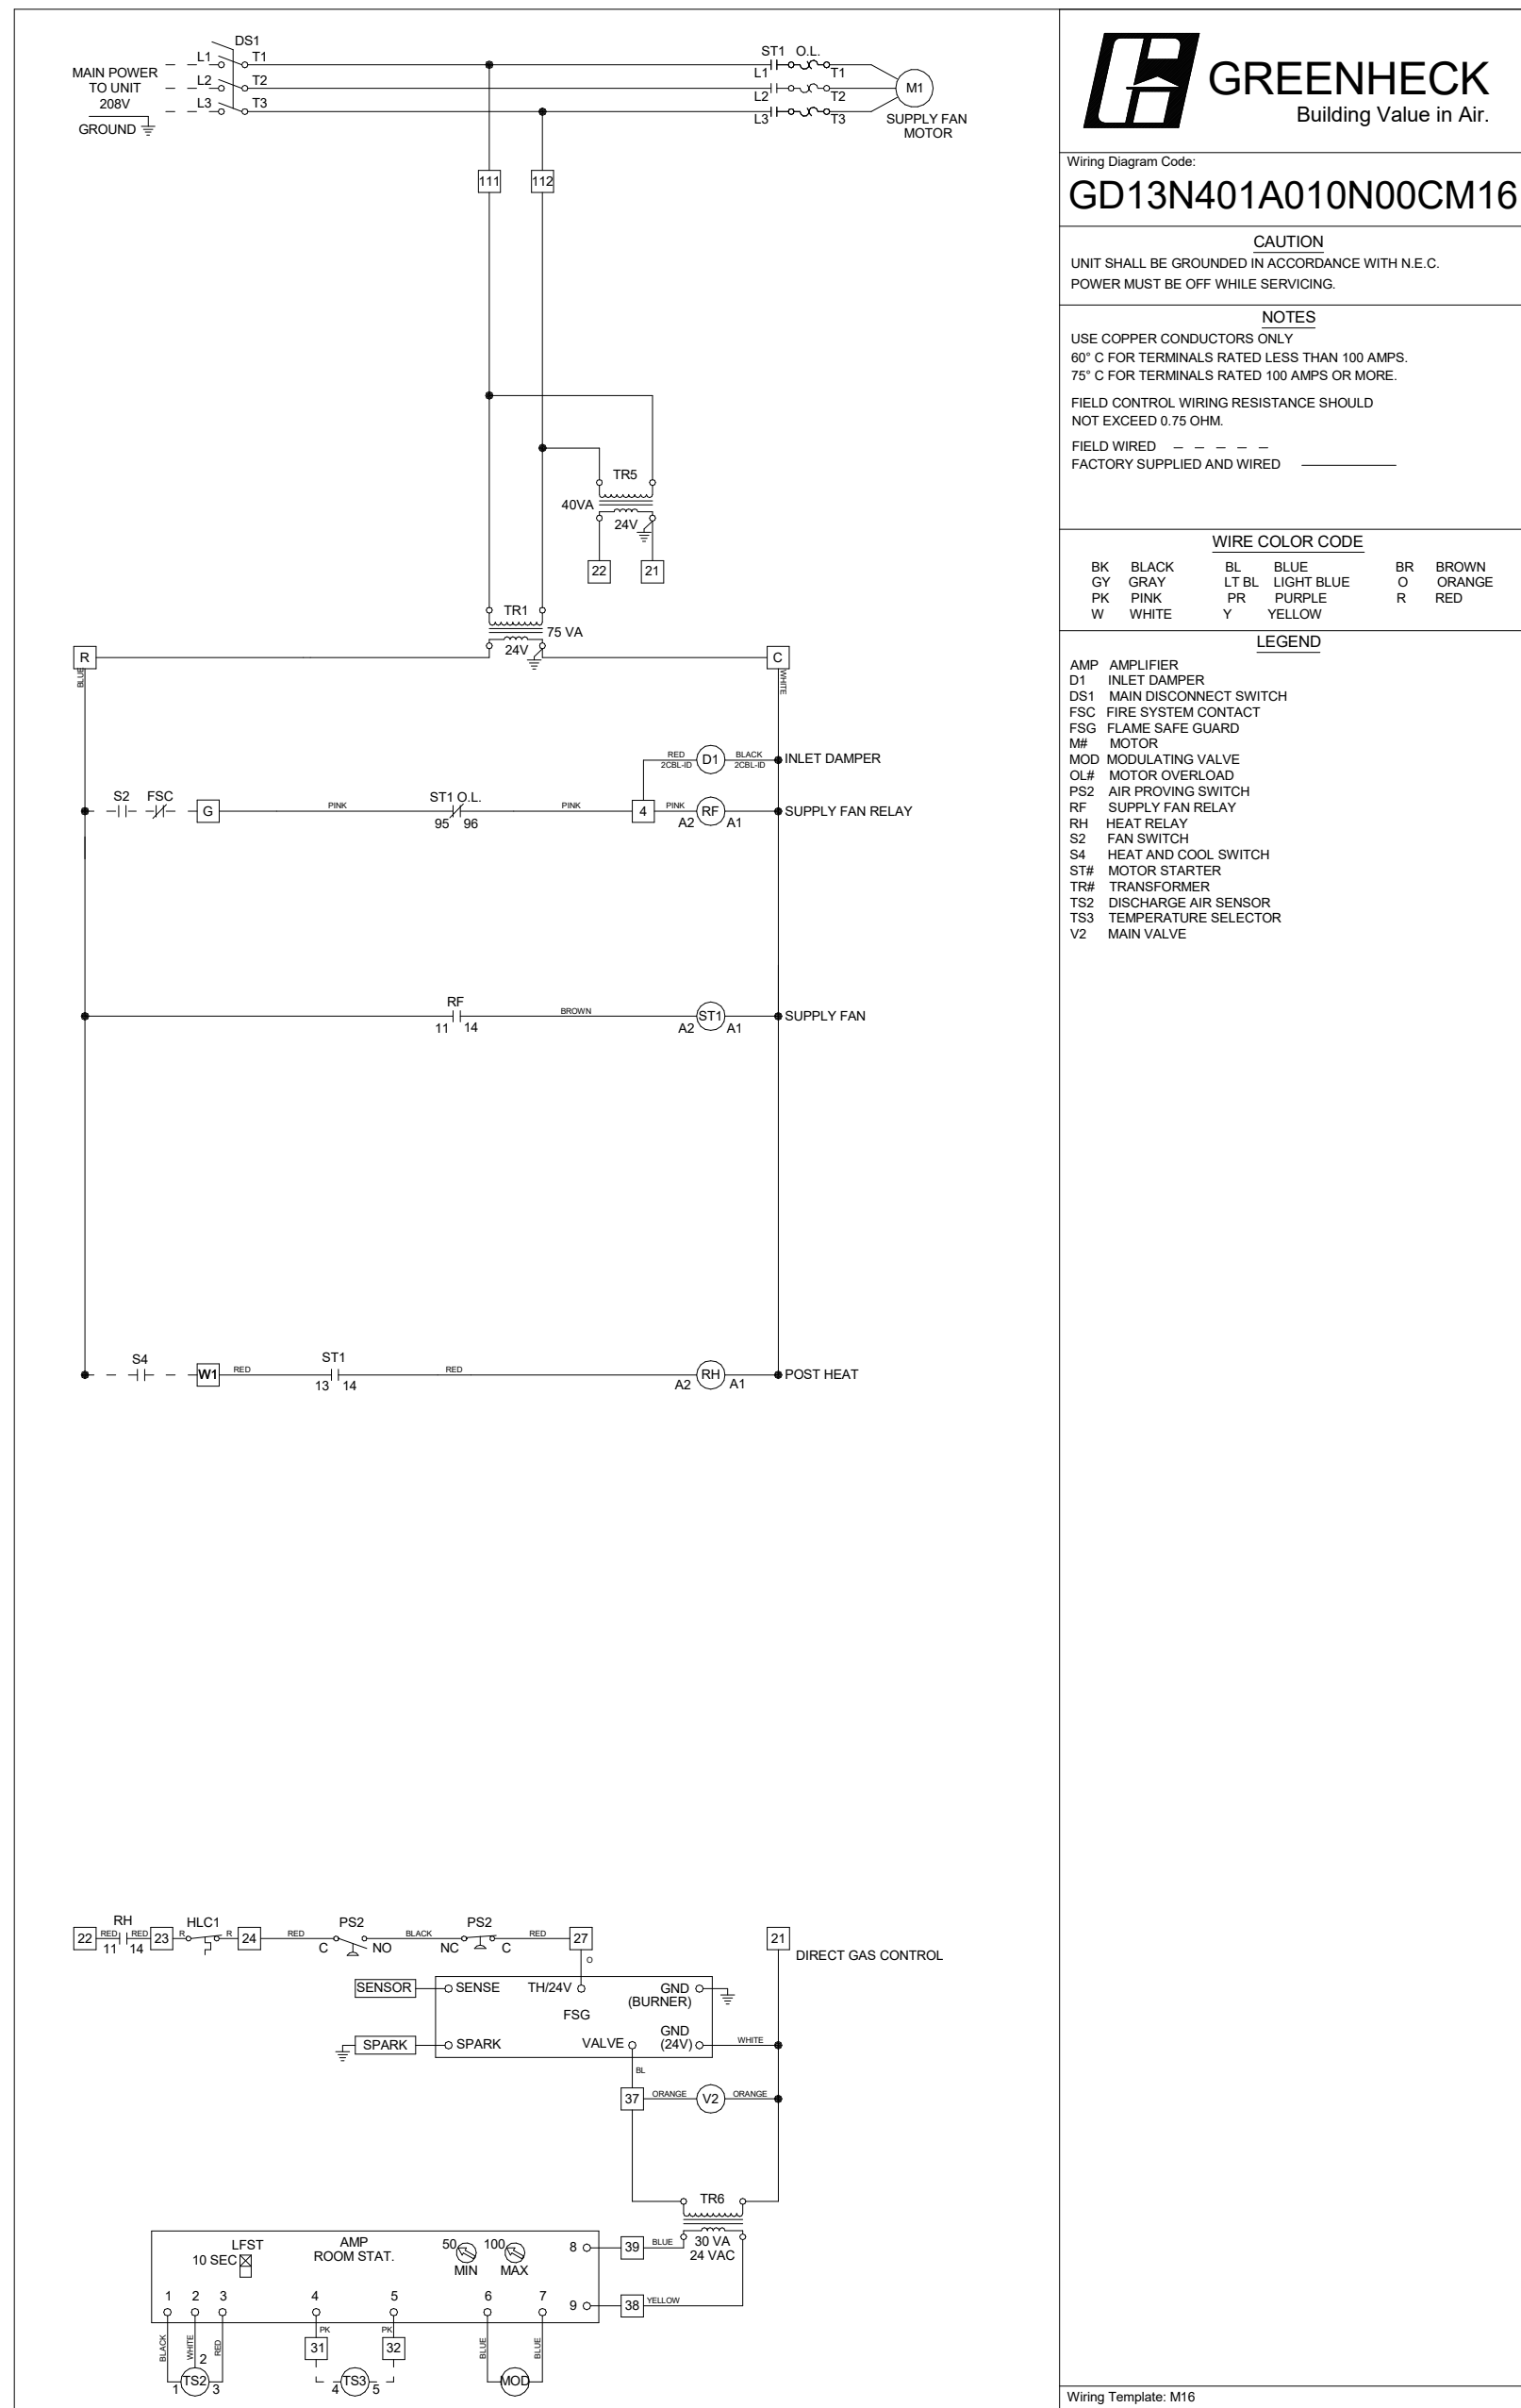 DS1
L1 T1
L2 T2
L3 T3
MAIN POWER
TO UNIT
208V
GROUND
ST1 O.L.
L1 T1
L2 T2
L3 T3
M1
SUPPLY FAN
MOTOR
111 112
TR5
40VA
24V
22 21
TR1
75 VA
24V
R C
BLUE WHITE
RED D1 BLACK INLET DAMPER
2CBL-ID 2CBL-ID
S2 FSC G PINK ST1 O.L. PINK 4 PINK RF SUPPLY FAN RELAY
95 96 A2 A1
RF BROWN ST1 SUPPLY FAN
11 14 A2 A1
S4 W1 RED ST1 RED RH POST HEAT
13 14 A2 A1
RH HLC1 PS2 PS2
22 RED RED 23 R R 24 RED BLACK RED 27 21
11 14 C NO NC C
O DIRECT GAS CONTROL
SENSOR SENSE TH/24V GND
(BURNER)
FSG
SPARK SPARK VALVE GND
(24V) WHITE
BL
37 ORANGE V2 ORANGE
TR6
30 VA
24 VAC
LFST
10 SEC
AMP
ROOM STAT.
50 MIN 100 MAX
8 39 BLUE
9 38 YELLOW
1 2 3 4 5 6 7
BLACK WHITE RED PK PK BLUE BLUE
31 32
2
1 TS2 3 4 TS3 5 MOD
GREENHECK
Building Value in Air.
Wiring Diagram Code:
GD13N401A010N00CM16
CAUTION
UNIT SHALL BE GROUNDED IN ACCORDANCE WITH N.E.C.
POWER MUST BE OFF WHILE SERVICING.
NOTES
USE COPPER CONDUCTORS ONLY
60° C FOR TERMINALS RATED LESS THAN 100 AMPS.
75° C FOR TERMINALS RATED 100 AMPS OR MORE.
FIELD CONTROL WIRING RESISTANCE SHOULD
NOT EXCEED 0.75 OHM.
FIELD WIRED
FACTORY SUPPLIED AND WIRED
WIRE COLOR CODE
BK BLACK BL BLUE BR BROWN
GY GRAY LT BL LIGHT BLUE O ORANGE
PK PINK PR PURPLE R RED
W WHITE Y YELLOW
LEGEND
AMP AMPLIFIER
D1 INLET DAMPER
DS1 MAIN DISCONNECT SWITCH
FSC FIRE SYSTEM CONTACT
FSG FLAME SAFE GUARD
M# MOTOR
MOD MODULATING VALVE
OL# MOTOR OVERLOAD
PS2 AIR PROVING SWITCH
RF SUPPLY FAN RELAY
RH HEAT RELAY
S2 FAN SWITCH
S4 HEAT AND COOL SWITCH
ST# MOTOR STARTER
TR# TRANSFORMER
TS2 DISCHARGE AIR SENSOR
TS3 TEMPERATURE SELECTOR
V2 MAIN VALVE
Wiring Template: M16